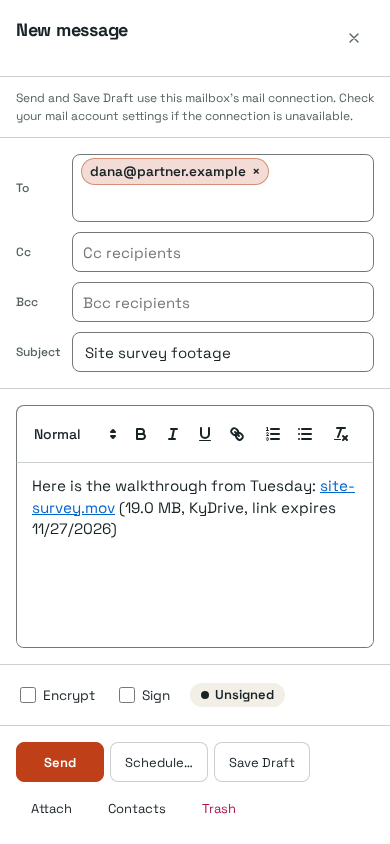 New message
×
Send and Save Draft use this mailbox's mail connection. Check
your mail account settings if the connection is unavailable.
To
dana@partner.example ×
Cc
Cc recipients
Bcc
Bcc recipients
Subject
Site survey footage
Normal
Here is the walkthrough from Tuesday: site-
survey.mov (19.0 MB, KyDrive, link expires
11/27/2026)
Encrypt
Sign
Unsigned
Send
Schedule...
Save Draft
Attach
Contacts
Trash